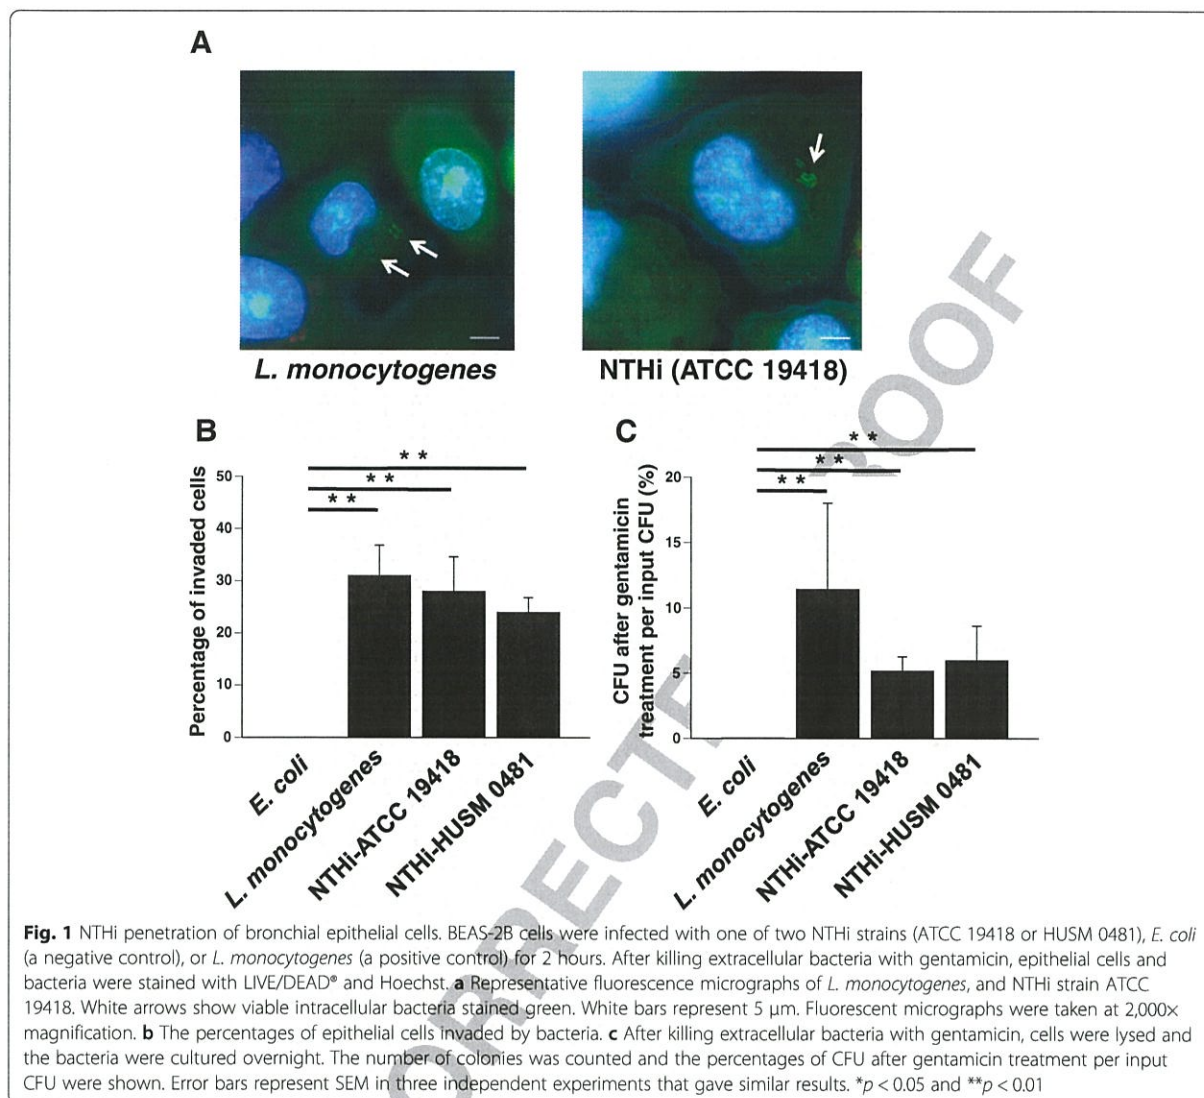 A
L. monocytogenes
NTHi (ATCC 19418)
B
Percentage of invaded cells
50
40
30
20
10
0
* *
* *
* *
E. coli
L. monocytogenes
NTHi-ATCC 19418
NTHi-HUSM 0481
C
CFU after gentamicin
treatment per input CFU (%)
20
15
10
5
0
* *
* *
* *
E. coli
L. monocytogenes
NTHi-ATCC 19418
NTHi-HUSM 0481
Fig. 1 NTHi penetration of bronchial epithelial cells. BEAS-2B cells were infected with one of two NTHi strains (ATCC 19418 or HUSM 0481), E. coli
(a negative control), or L. monocytogenes (a positive control) for 2 hours. After killing extracellular bacteria with gentamicin, epithelial cells and
bacteria were stained with LIVE/DEAD® and Hoechst. a Representative fluorescence micrographs of L. monocytogenes, and NTHi strain ATCC
19418. White arrows show viable intracellular bacteria stained green. White bars represent 5 μm. Fluorescent micrographs were taken at 2,000×
magnification. b The percentages of epithelial cells invaded by bacteria. c After killing extracellular bacteria with gentamicin, cells were lysed and
the bacteria were cultured overnight. The number of colonies was counted and the percentages of CFU after gentamicin treatment per input
CFU were shown. Error bars represent SEM in three independent experiments that gave similar results. *p < 0.05 and **p < 0.01